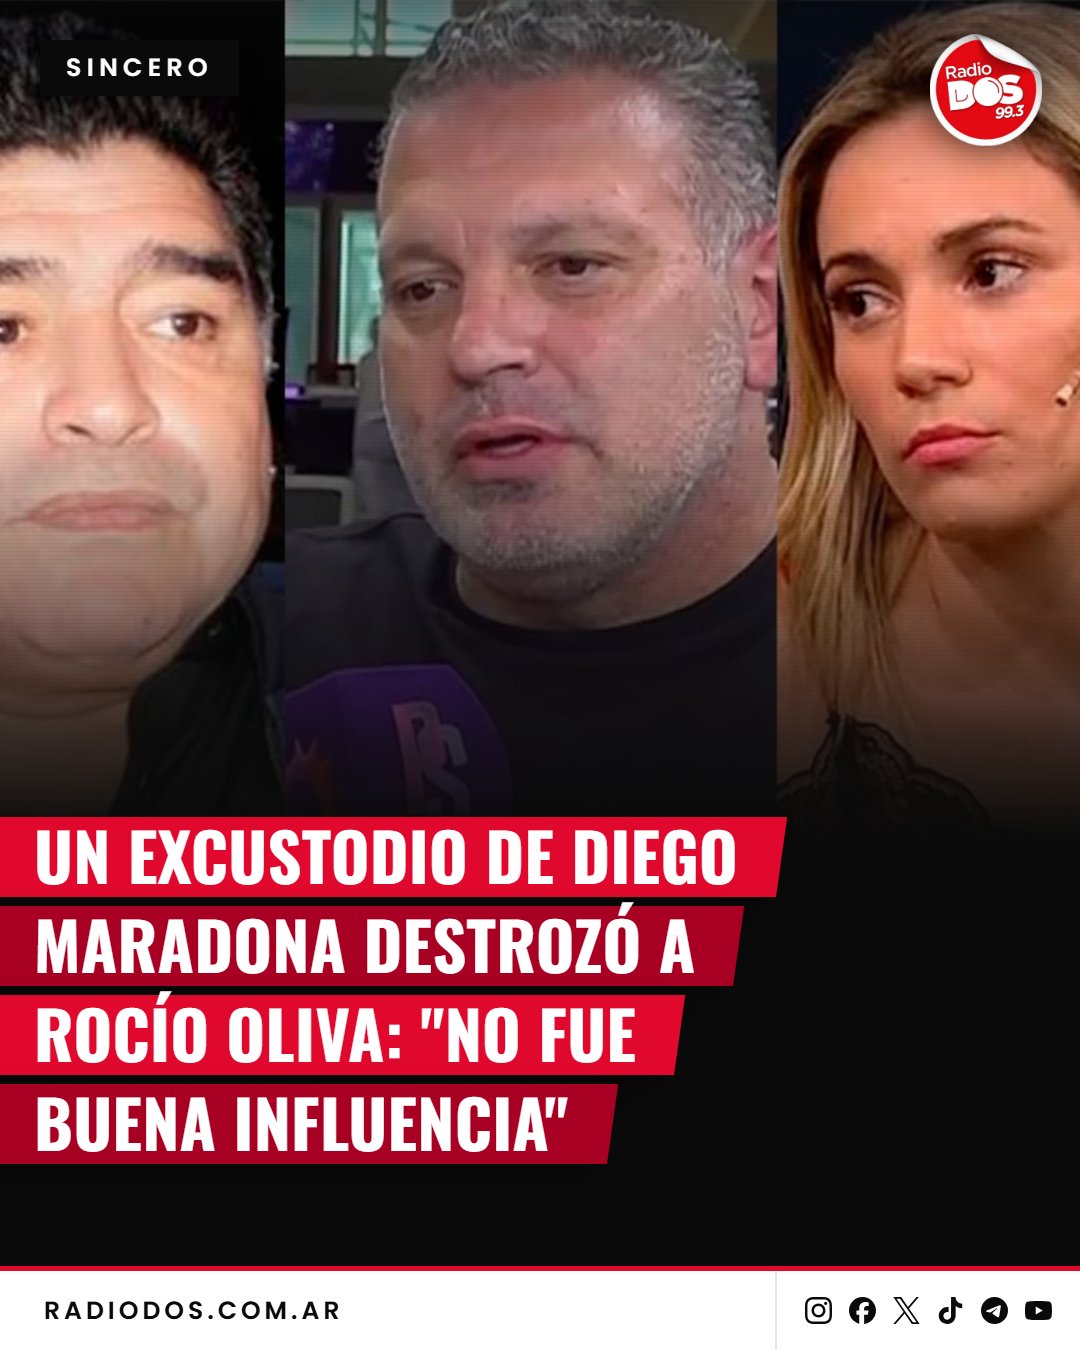 SINCERO
Radio
DOS
99.3
PS
UN EXCUSTODIO DE DIEGO
MARADONA DESTROZÓ A
ROCÍO OLIVA: "NO FUE
BUENA INFLUENCIA"
RADIODOS.COM.AR